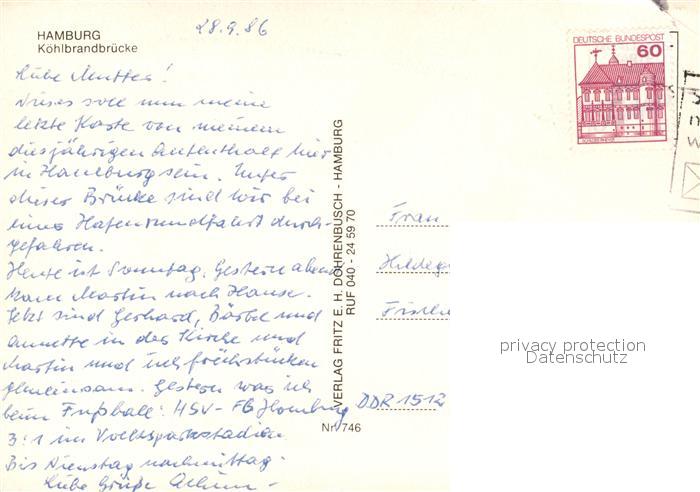 HAMBURG
Köhlbrandbrücke
28.9.86
Liebe Mutter!
Dieses soll nun meine
letzte Karte von meinem
diesjährigen Aufenthalt hier
in Hamburg sein. Unter
dieser Brücke sind wir bei
einer Hafenrundfahrt durch-
gefahren.
Heute ist Sonntag. Gestern abend
kam Martin nach Hause.
Jetzt sind Gerhard, Bärbel und
Annette in der Kirche und
Martin und ich frühstücken
gemeinsam. Gestern war ich
beim Fußball: HSV - FC Homburg
3:1 im Volksparkstadion
Bis Dienstag nachmittag.
Liebe Grüße
VERLAG FRITZ E. H. DÖHRENBUSCH - HAMBURG
RUF 040 - 24 59 70
Nr. 746
DEUTSCHE BUNDESPOST
60
Frau
Hildeg
DDR 1512
privacy protection
Datenschutz